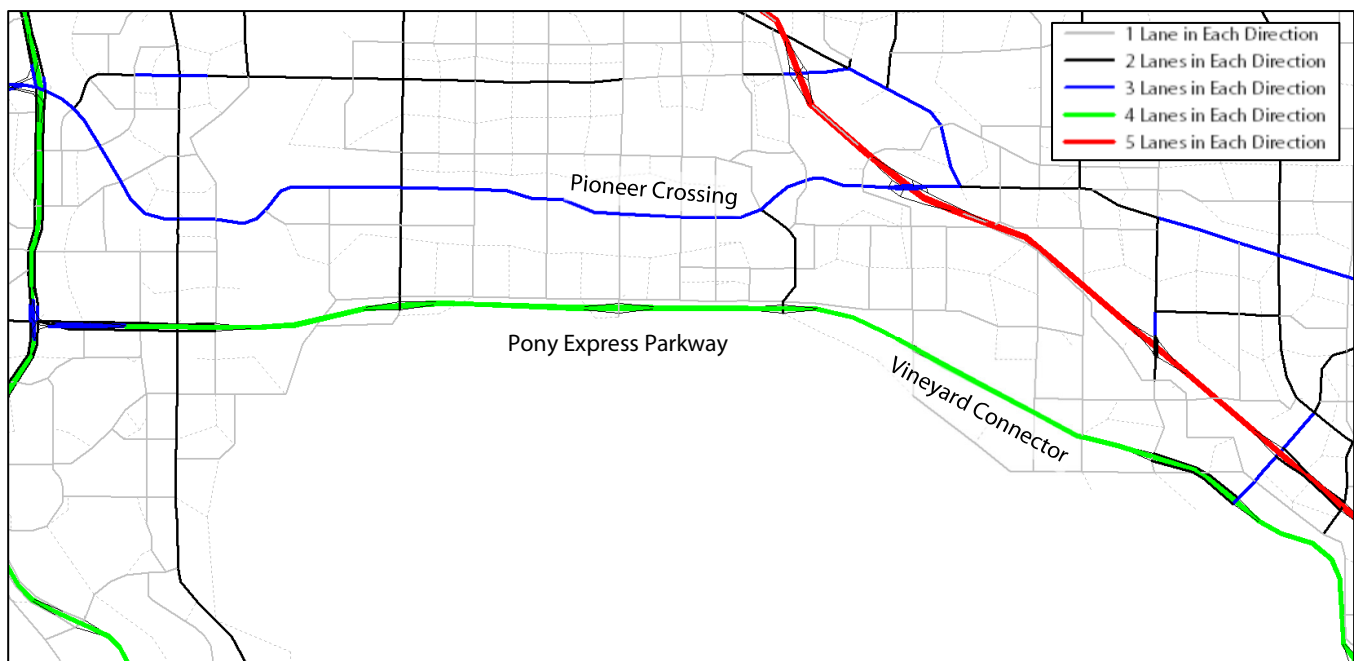 1 Lane in Each Direction
2 Lanes in Each Direction
3 Lanes in Each Direction
4 Lanes in Each Direction
5 Lanes in Each Direction
Pioneer Crossing
Pony Express Parkway
Vineyard Connector